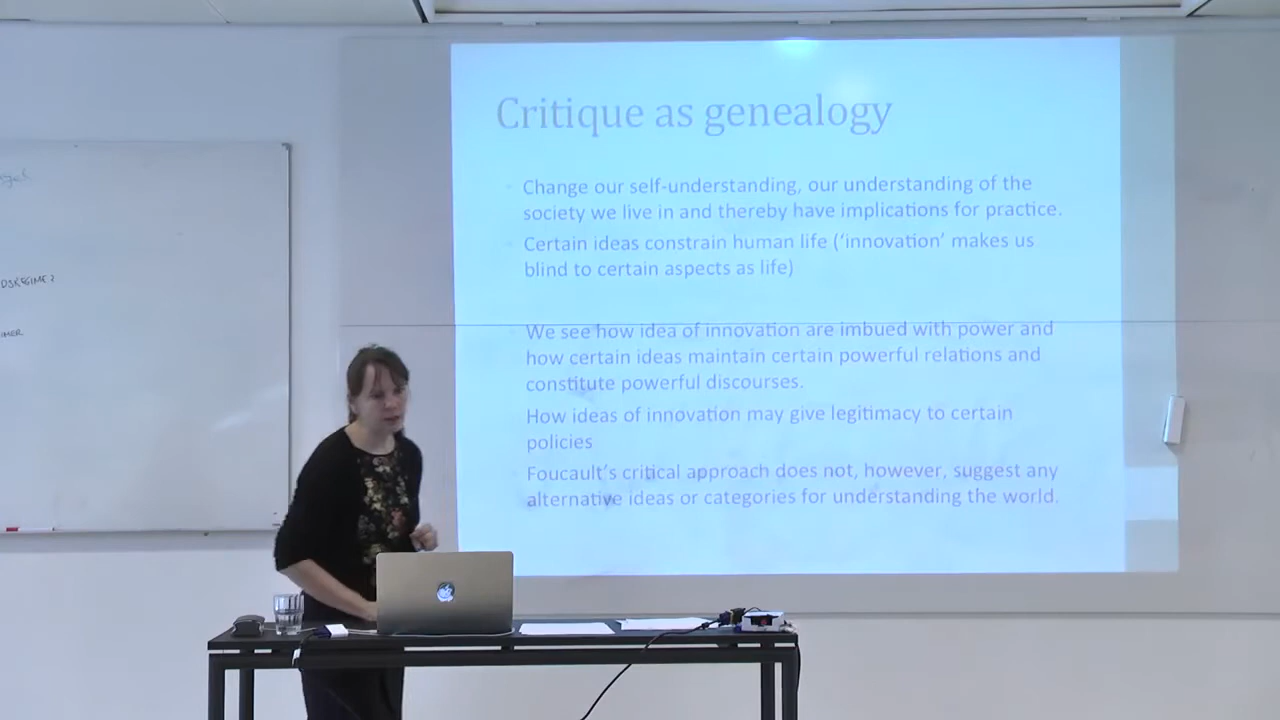 Critique as genealogy
Change our self-understanding, our understanding of the
society we live in and thereby have implications for practice.
Certain ideas constrain human life (‘innovation’ makes us
blind to certain aspects as life)
We see how idea of innovation are imbued with power and
how certain ideas maintain certain powerful relations and
constitute powerful discourses.
How ideas of innovation may give legitimacy to certain
policies
Foucault’s critical approach does not, however, suggest any
alternative ideas or categories for understanding the world.